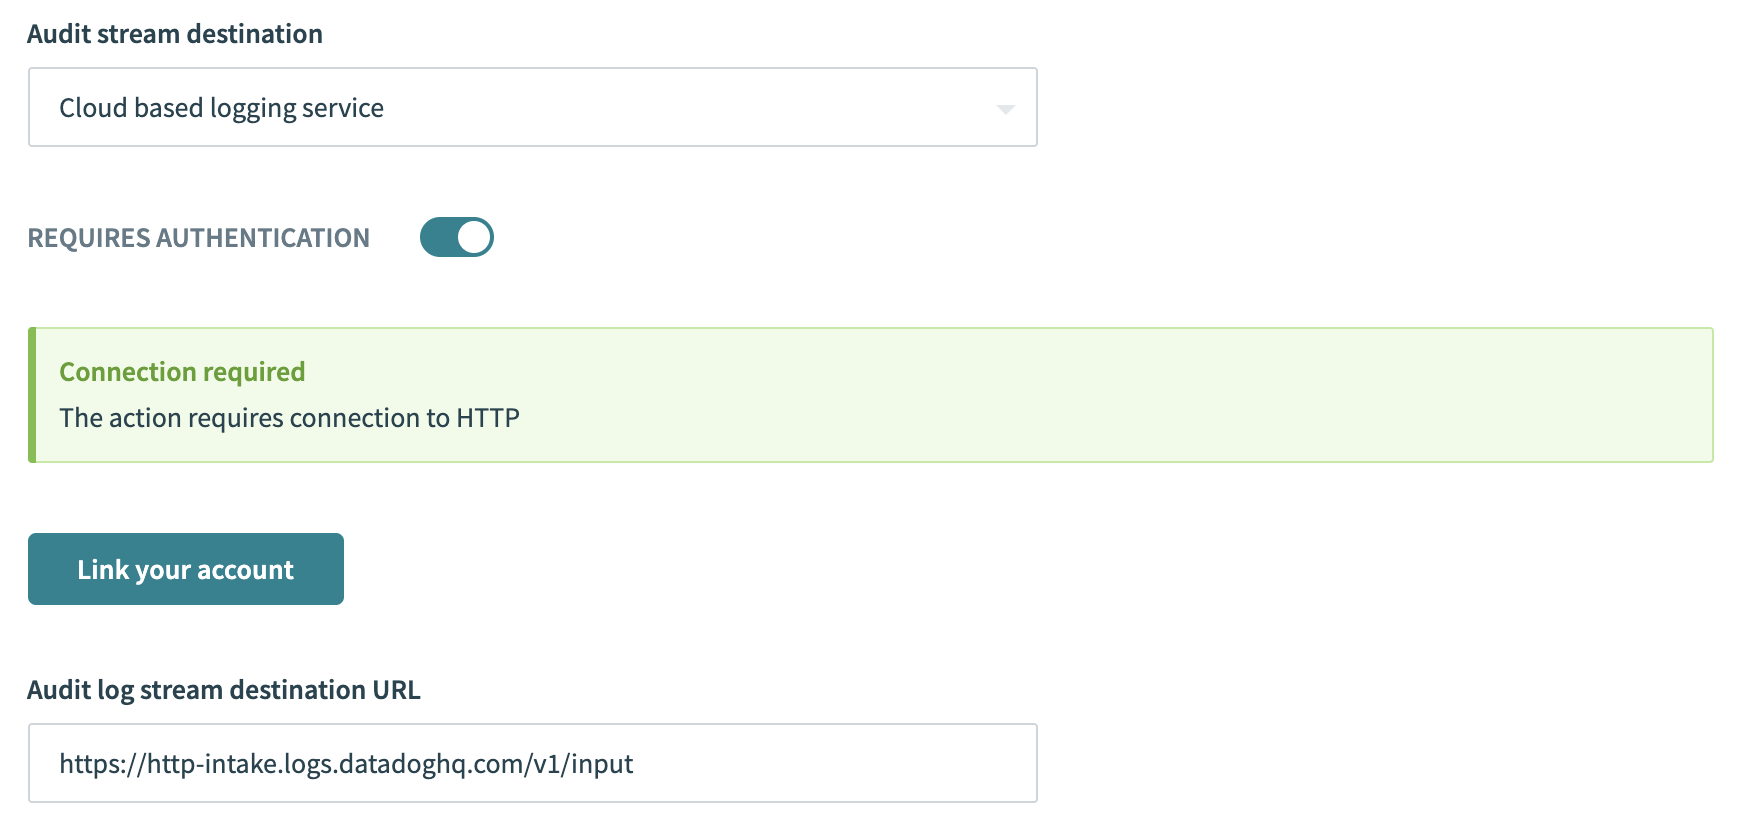 Audit stream destination
Cloud based logging service
REQUIRES AUTHENTICATION
Connection required
The action requires connection to HTTP
Link your account
Audit log stream destination URL
https://http-intake.logs.datadoghq.com/v1/input